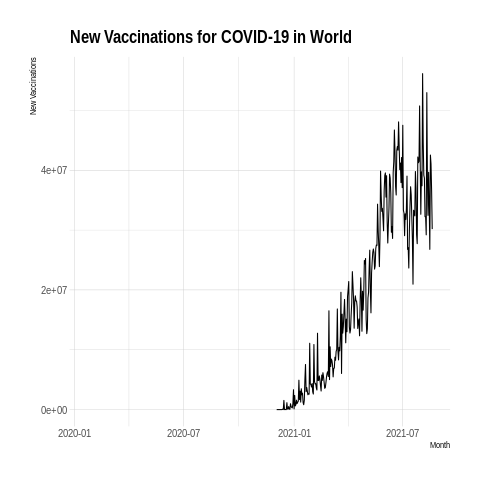 New Vaccinations for COVID-19 in World
New Vaccinations
4e+07
2e+07
0e+00
2020-01 2020-07 2021-01 2021-07
Month